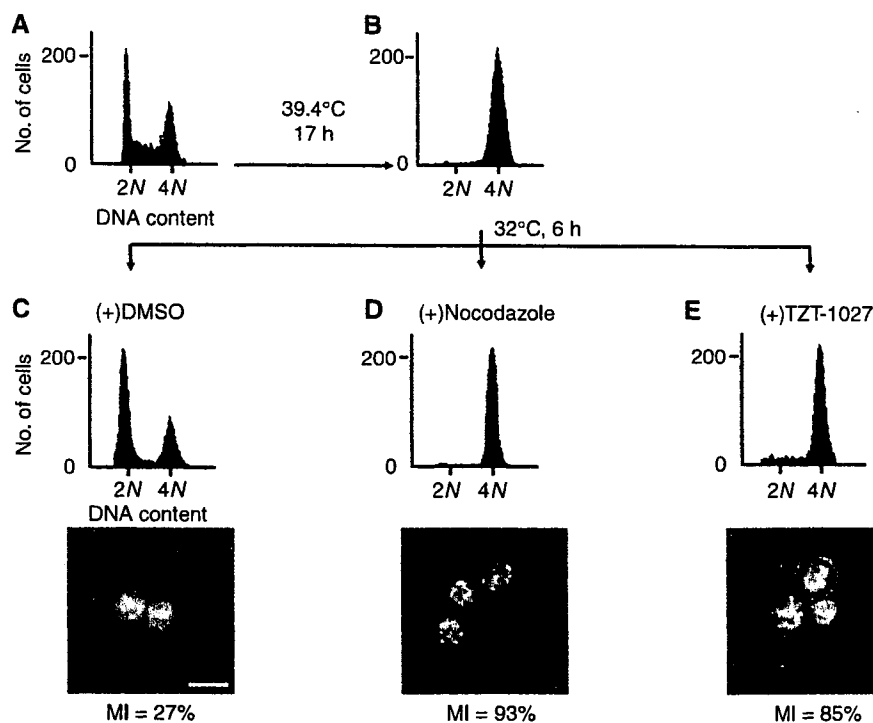 A
B
No. of cells
200
0
2N 4N
DNA content
39.4°C
17 h
200
0
2N 4N
32°C, 6 h
C (+)DMSO
D (+)Nocodazole
E (+)TZT-1027
No. of cells
200
0
2N 4N
DNA content
200
0
2N 4N
200
0
2N 4N
MI = 27%
MI = 93%
MI = 85%